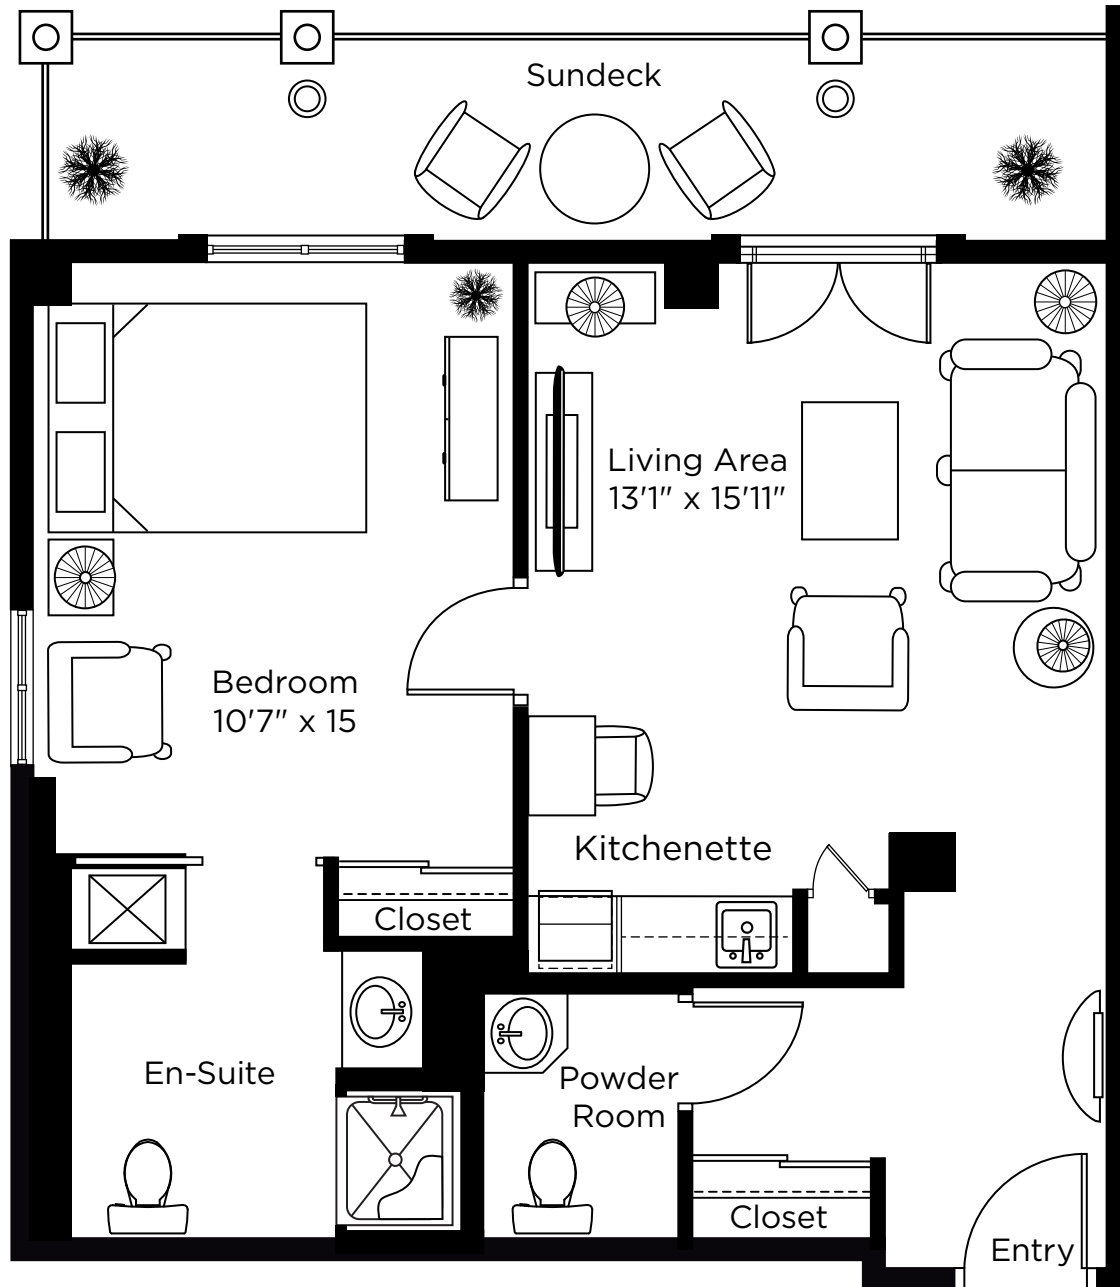 Sundeck
Living Area
13'1" x 15'11"
Bedroom
10'7" x 15
Kitchenette
Closet
En-Suite
Powder
Room
Closet
Entry